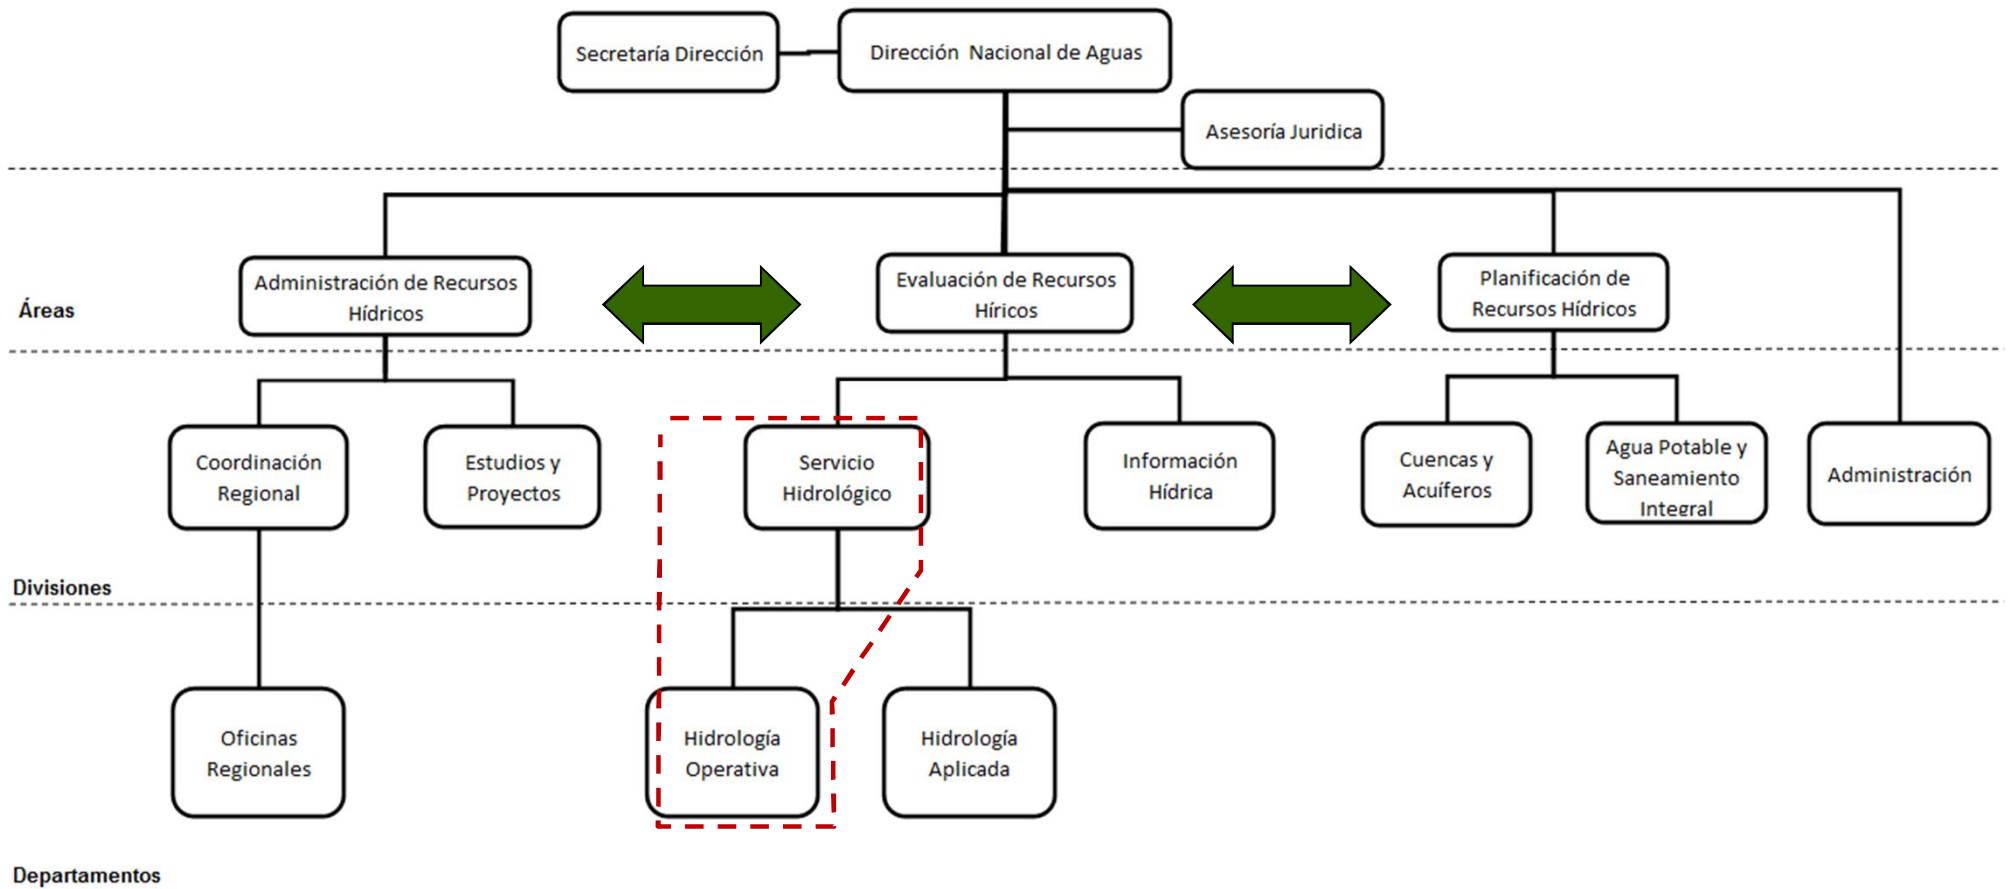 Secretaría Dirección
Dirección Nacional de Aguas
Asesoría Juridica
Áreas
Administración de Recursos
Hídricos
Evaluación de Recursos
Híricos
Planificación de
Recursos Hídricos
Coordinación
Regional
Estudios y
Proyectos
Servicio
Hidrológico
Información
Hídrica
Cuencas y
Acuíferos
Agua Potable y
Saneamiento
Integral
Administración
Divisiones
Oficinas
Regionales
Hidrología
Operativa
Hidrología
Aplicada
Departamentos